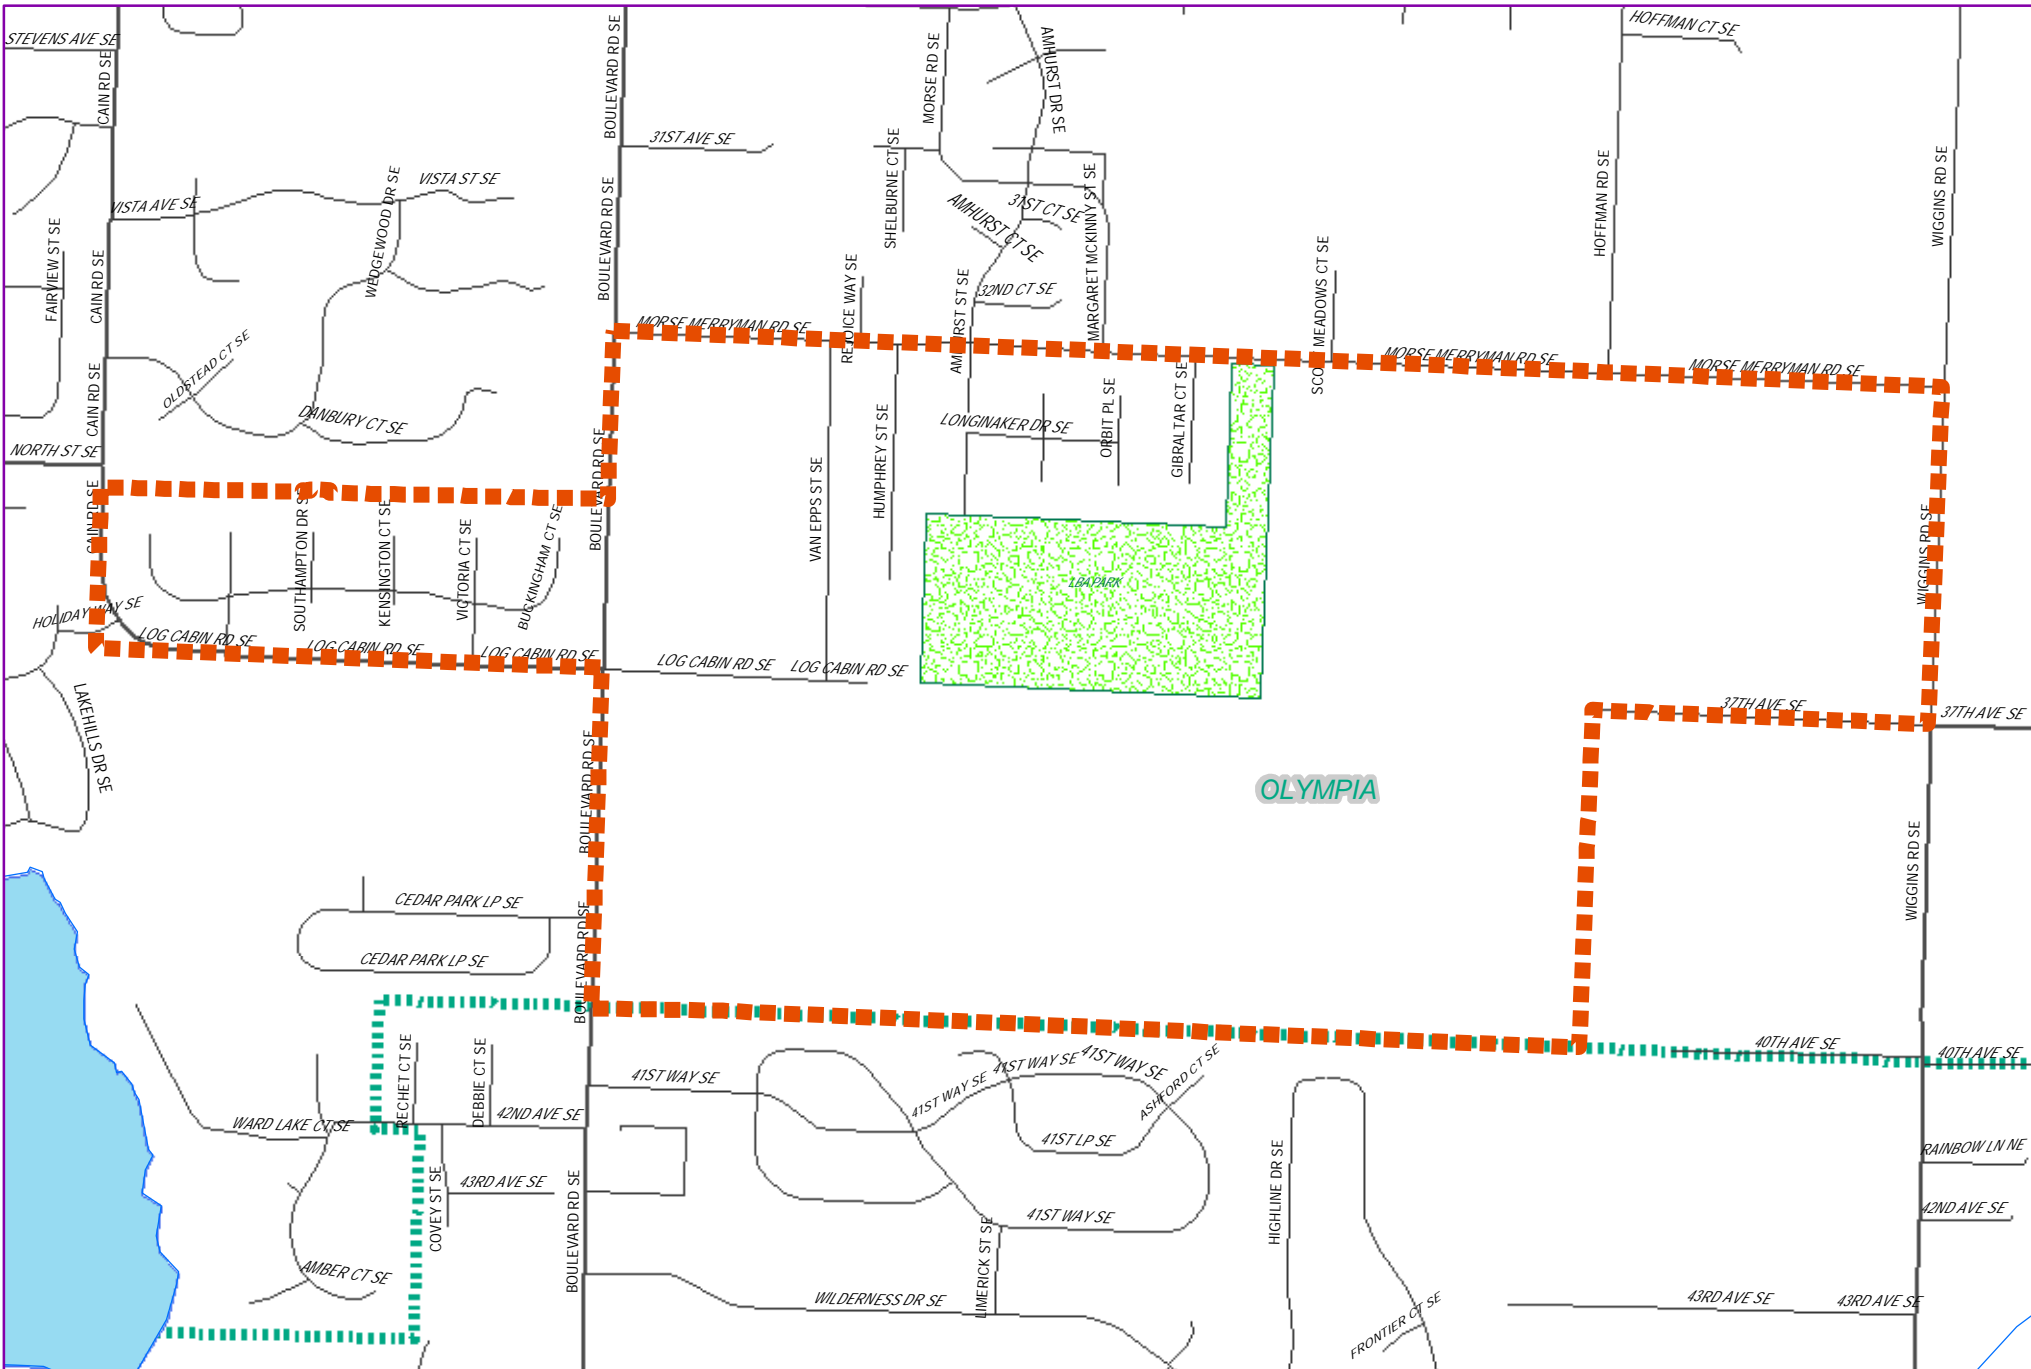 HOFFMAN CT SE
STEVENS AVE SE
CAIN RD SE
BOULEVARD RD SE
MORSE RD SE
AMHURST DR SE
31ST AVE SE
SHELBURNE CT SE
VISTA ST SE
VISTA AVE SE
WEDGEWOOD DR SE
BOULEVARD RD SE
AMHURST CT SE
31ST CT SE
MARGARET MCKINNY ST SE
HOFFMAN RD SE
WIGGINS RD SE
FAIRVIEW ST SE
CAIN RD SE
REJOICE WAY SE
AMHURST ST SE
32ND CT SE
SCOTT MEADOWS CT SE
MORSE MERRYMAN RD SE
MORSE MERRYMAN RD SE
MORSE MERRYMAN RD SE
OLDSTEAD CT SE
CAIN RD SE
DANBURY CT SE
NORTH ST SE
BOULEVARD RD SE
LONGINAKER DR SE
ORBIT PL SE
GIBRALTAR CT SE
HUMPHREY ST SE
VAN EPPS ST SE
CAIN RD SE
SOUTHAMPTON DR SE
KENSINGTON CT SE
VICTORIA CT SE
BUCKINGHAM CT SE
WIGGINS RD SE
LBA PARK
HOLIDAY WAY SE
LOG CABIN RD SE
LOG CABIN RD SE
LOG CABIN RD SE
LOG CABIN RD SE
LOG CABIN RD SE
LAKEHILLS DR SE
37TH AVE SE
37TH AVE SE
BOULEVARD RD SE
OLYMPIA
WIGGINS RD SE
CEDAR PARK LP SE
CEDAR PARK LP SE
BOULEVARD RD SE
RECHET CT SE
DEBBIE CT SE
40TH AVE SE
40TH AVE SE
41ST WAY SE
41ST WAY SE
41ST WAY SE
41ST WAY SE
ASHFORD CT SE
42ND AVE SE
WARD LAKE CT SE
41ST LP SE
HIGHLINE DR SE
RAINBOW LN NE
43RD AVE SE
COVEY ST SE
BOULEVARD RD SE
41ST WAY SE
42ND AVE SE
LIMERICK ST SE
AMBER CT SE
WILDERNESS DR SE
FRONTIER CT SE
43RD AVE SE
43RD AVE SE